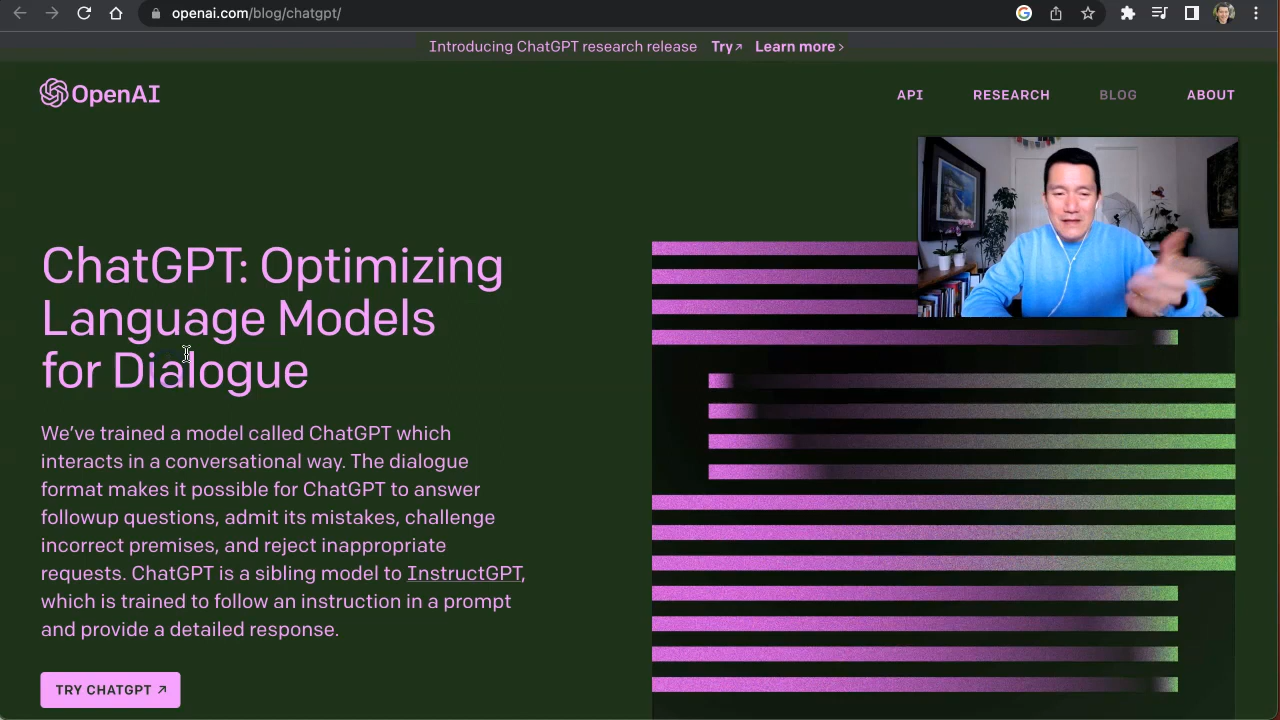 openai.com/blog/chatgpt/
Introducing ChatGPT research release Try↗ Learn more ›
OpenAI
API RESEARCH BLOG ABOUT
ChatGPT: Optimizing
Language Models
for Dialogue
We’ve trained a model called ChatGPT which
interacts in a conversational way. The dialogue
format makes it possible for ChatGPT to answer
followup questions, admit its mistakes, challenge
incorrect premises, and reject inappropriate
requests. ChatGPT is a sibling model to InstructGPT,
which is trained to follow an instruction in a prompt
and provide a detailed response.
TRY CHATGPT ↗